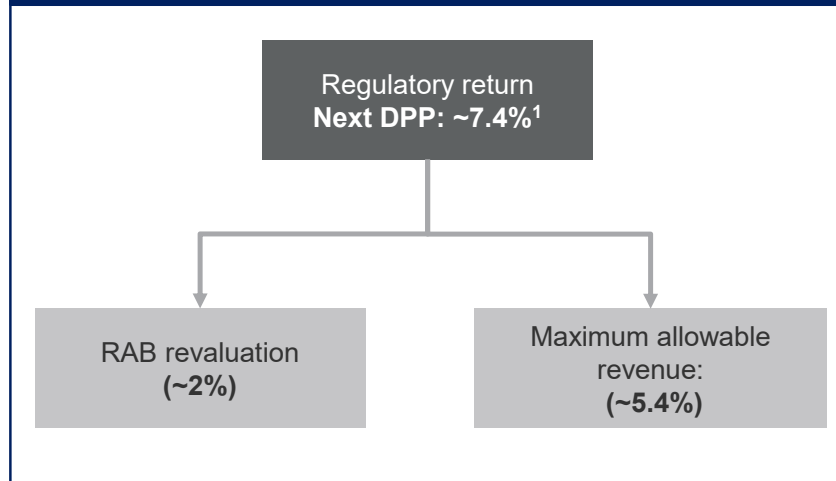 Regulatory return
Next DPP: ~7.4%¹
RAB revaluation
(~2%)
Maximum allowable
revenue:
(~5.4%)